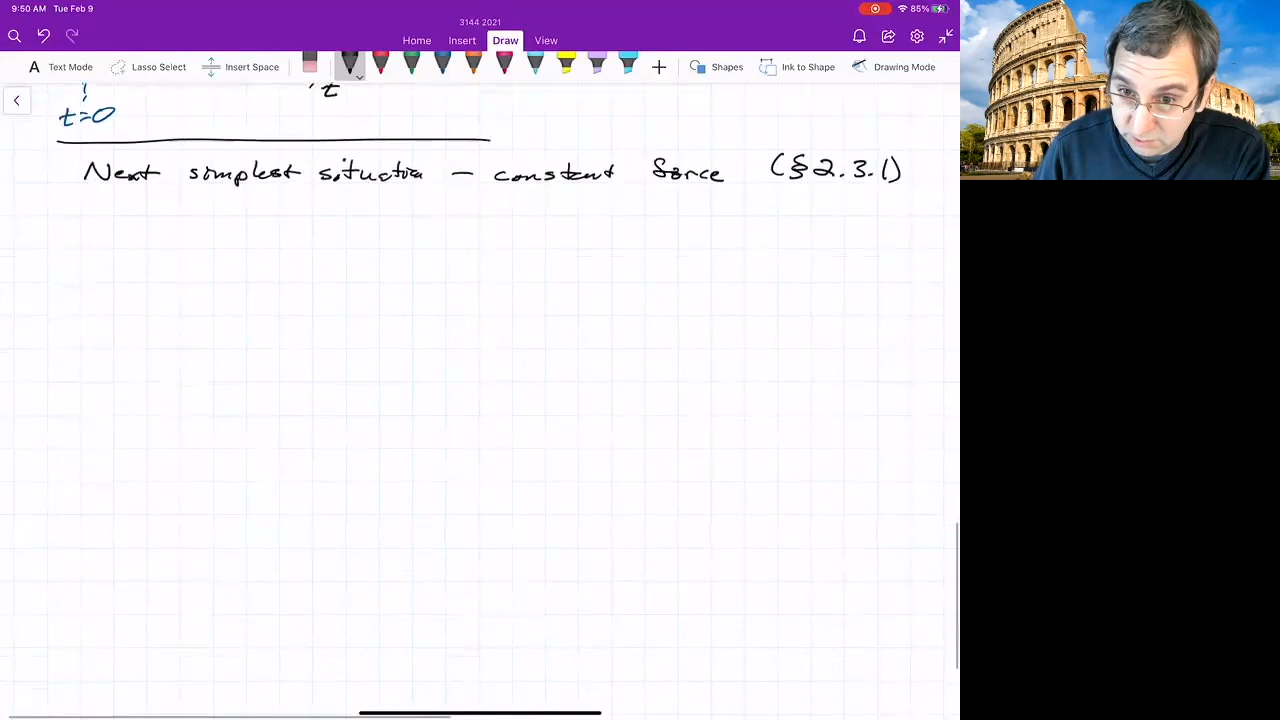 9:50 AM Tue Feb 9
85%
3144 2021
Home Insert Draw View
Text Mode Lasso Select Insert Space Shapes Ink to Shape Drawing Mode
t
t=0
Next simplest situation — constant force (§ 2.3.1)